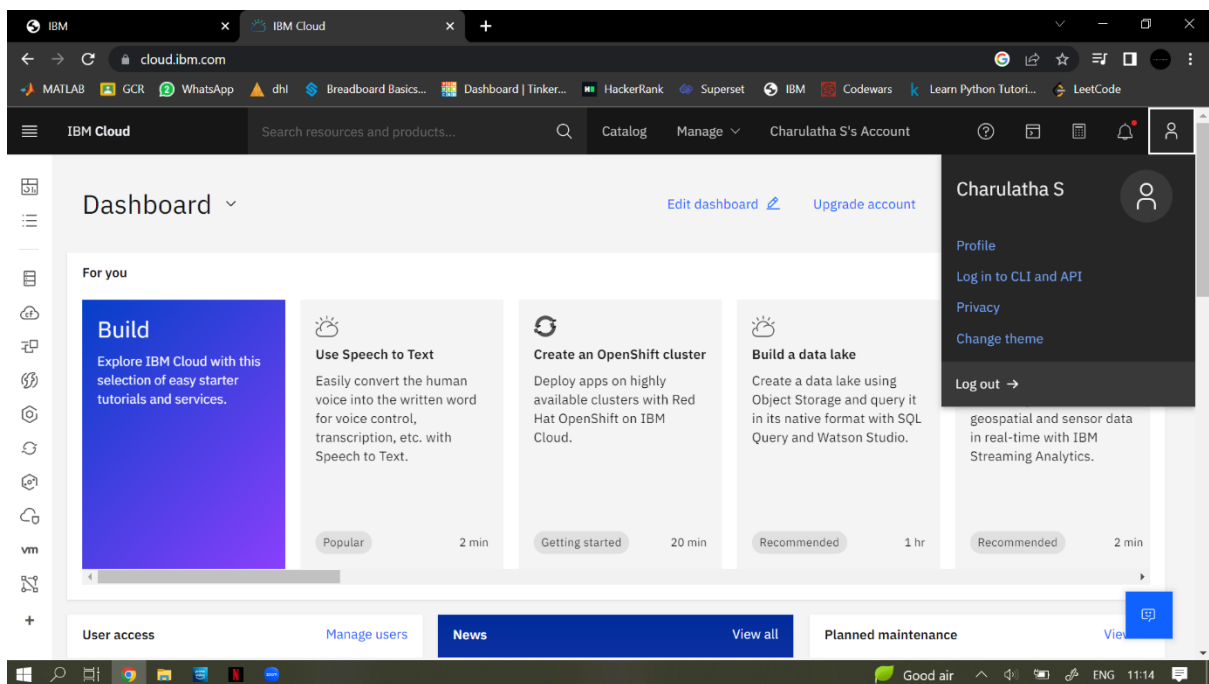 IBM
IBM Cloud
cloud.ibm.com
MATLAB GCR WhatsApp dhl Breadboard Basics... Dashboard | Tinker... HackerRank Superset IBM Codewars Learn Python Tutori... LeetCode
IBM Cloud Search resources and products... Catalog Manage Charulatha S's Account
Dashboard Edit dashboard Upgrade account
Charulatha S
Profile
Log in to CLI and API
Privacy
Change theme
Log out →
For you
Build
Explore IBM Cloud with this
selection of easy starter
tutorials and services.
Use Speech to Text
Easily convert the human
voice into the written word
for voice control,
transcription, etc. with
Speech to Text.
Popular 2 min
Create an OpenShift cluster
Deploy apps on highly
available clusters with Red
Hat OpenShift on IBM
Cloud.
Getting started 20 min
Build a data lake
Create a data lake using
Object Storage and query it
in its native format with SQL
Query and Watson Studio.
Recommended 1 hr
geospatial and sensor data
in real-time with IBM
Streaming Analytics.
Recommended 2 min
vm
User access Manage users
News View all
Planned maintenance
Good air ENG 11:14